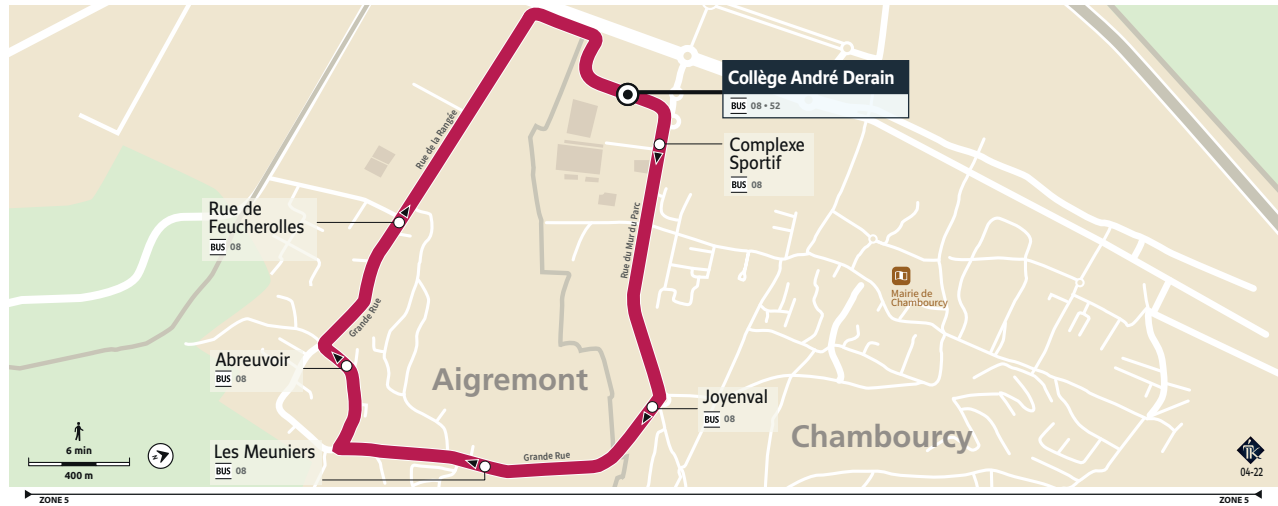 Collège André Derain
BUS 08 • 52
Complexe
Sportif
BUS 08
Rue de la Rangée
Rue de
Feucherolles
BUS 08
Rue du Mur du Parc
Mairie de
Chambourcy
Grande Rue
Abreuvoir
BUS 08
Aigremont
Joyenval
BUS 08
Chambourcy
Les Meuniers
BUS 08
Grande Rue
6 min
400 m
N
04-22
ZONE 5
ZONE 5